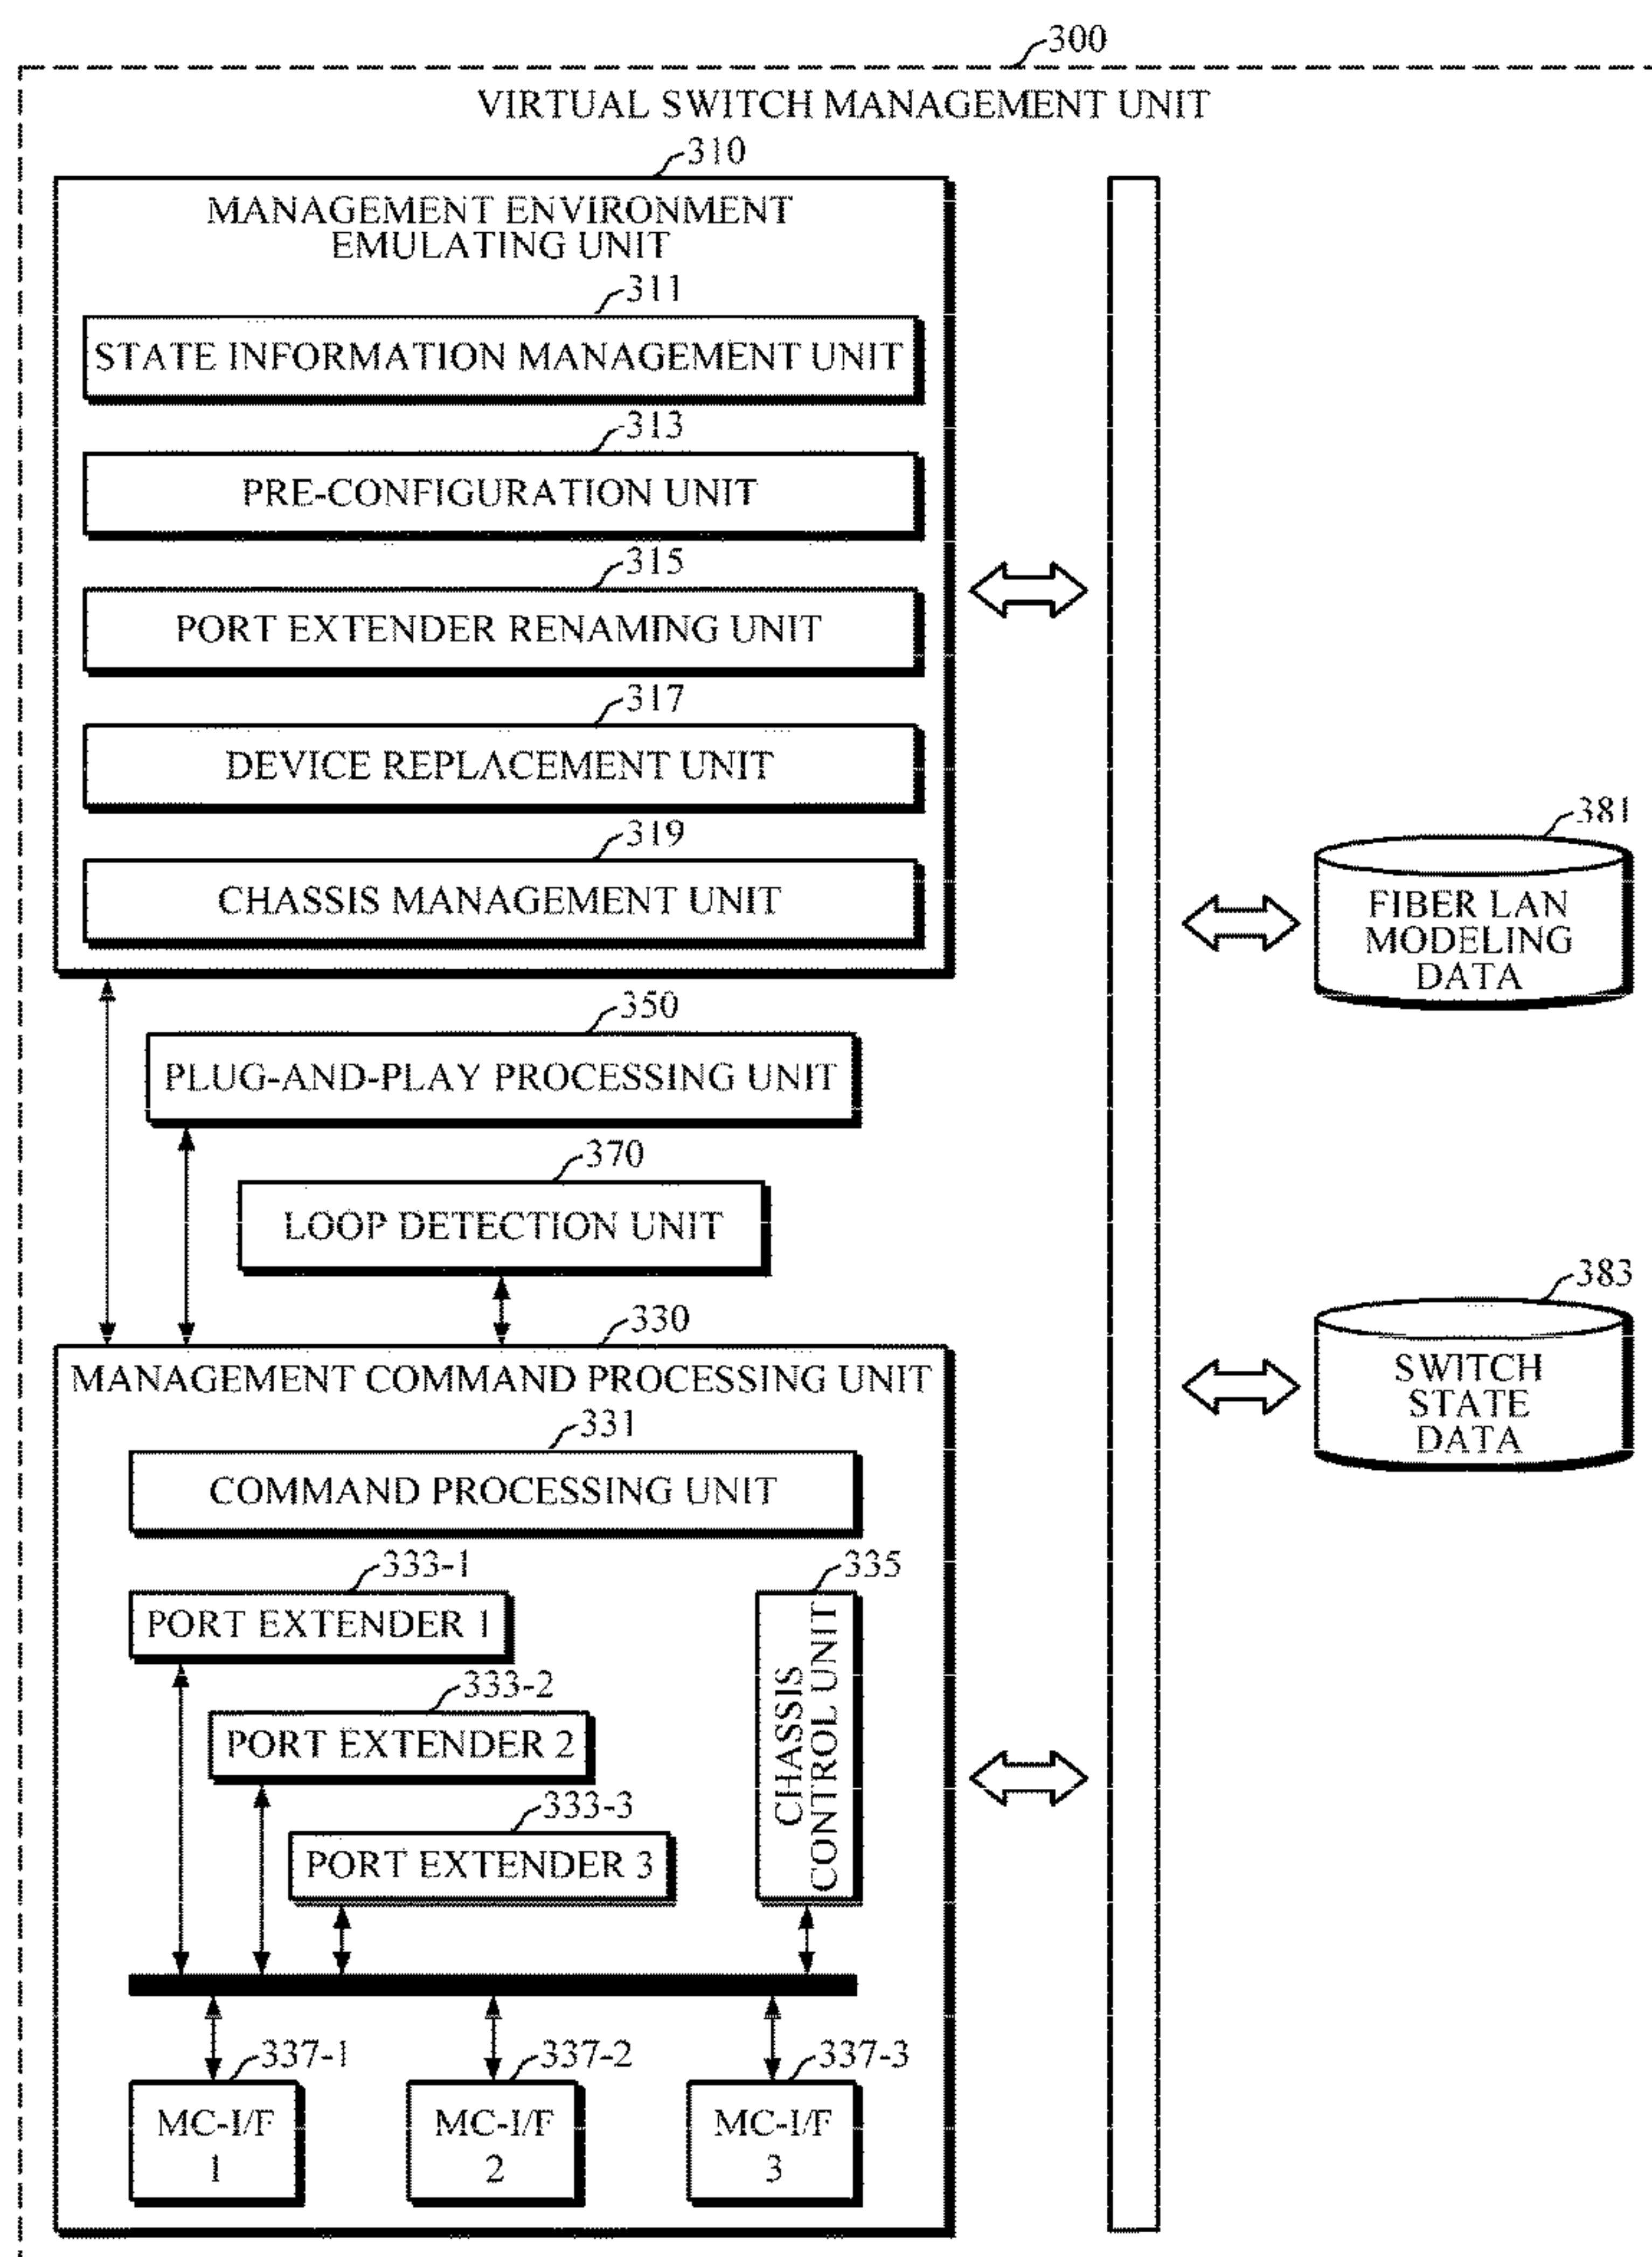 300
VIRTUAL SWITCH MANAGEMENT UNIT
310
MANAGEMENT ENVIRONMENT
EMULATING UNIT
311
STATE INFORMATION MANAGEMENT UNIT
313
PRE-CONFIGURATION UNIT
315
PORT EXTENDER RENAMING UNIT
317
DEVICE REPLACEMENT UNIT
319
CHASSIS MANAGEMENT UNIT
381
FIBER LAN
MODELING
DATA
350
PLUG-AND-PLAY PROCESSING UNIT
370
LOOP DETECTION UNIT
383
SWITCH
STATE
DATA
330
MANAGEMENT COMMAND PROCESSING UNIT
331
COMMAND PROCESSING UNIT
333-1
PORT EXTENDER 1
333-2
PORT EXTENDER 2
333-3
PORT EXTENDER 3
335
CHASSIS
CONTROL UNIT
337-1
MC-I/F
1
337-2
MC-I/F
2
337-3
MC-I/F
3